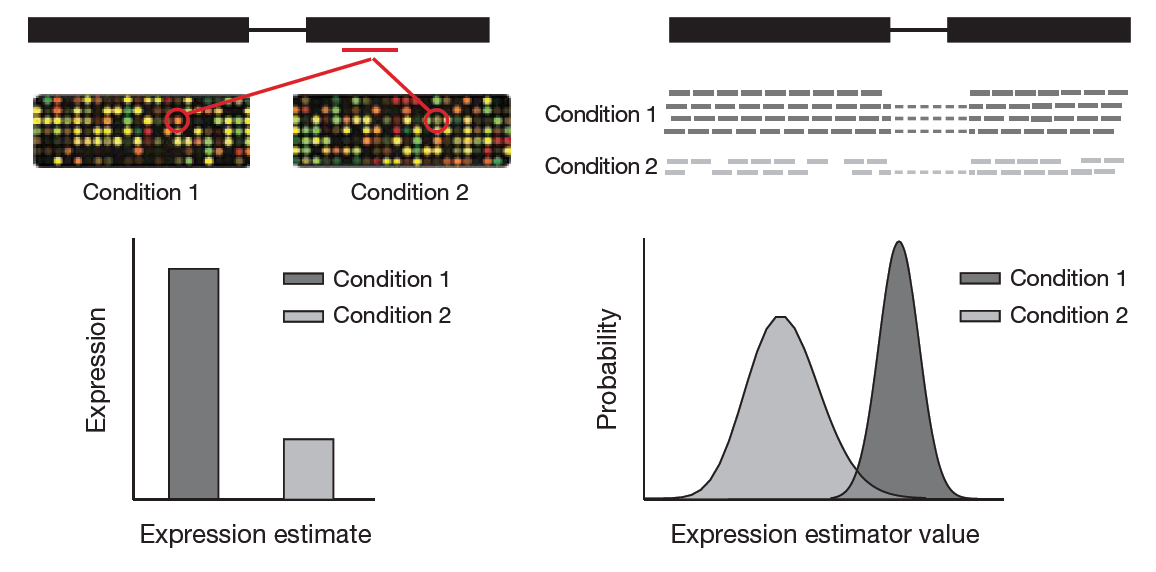 Condition 1
Condition 2
Expression
Condition 1
Condition 2
Expression estimate
Condition 1
Condition 2
Probability
Condition 1
Condition 2
Expression estimator value